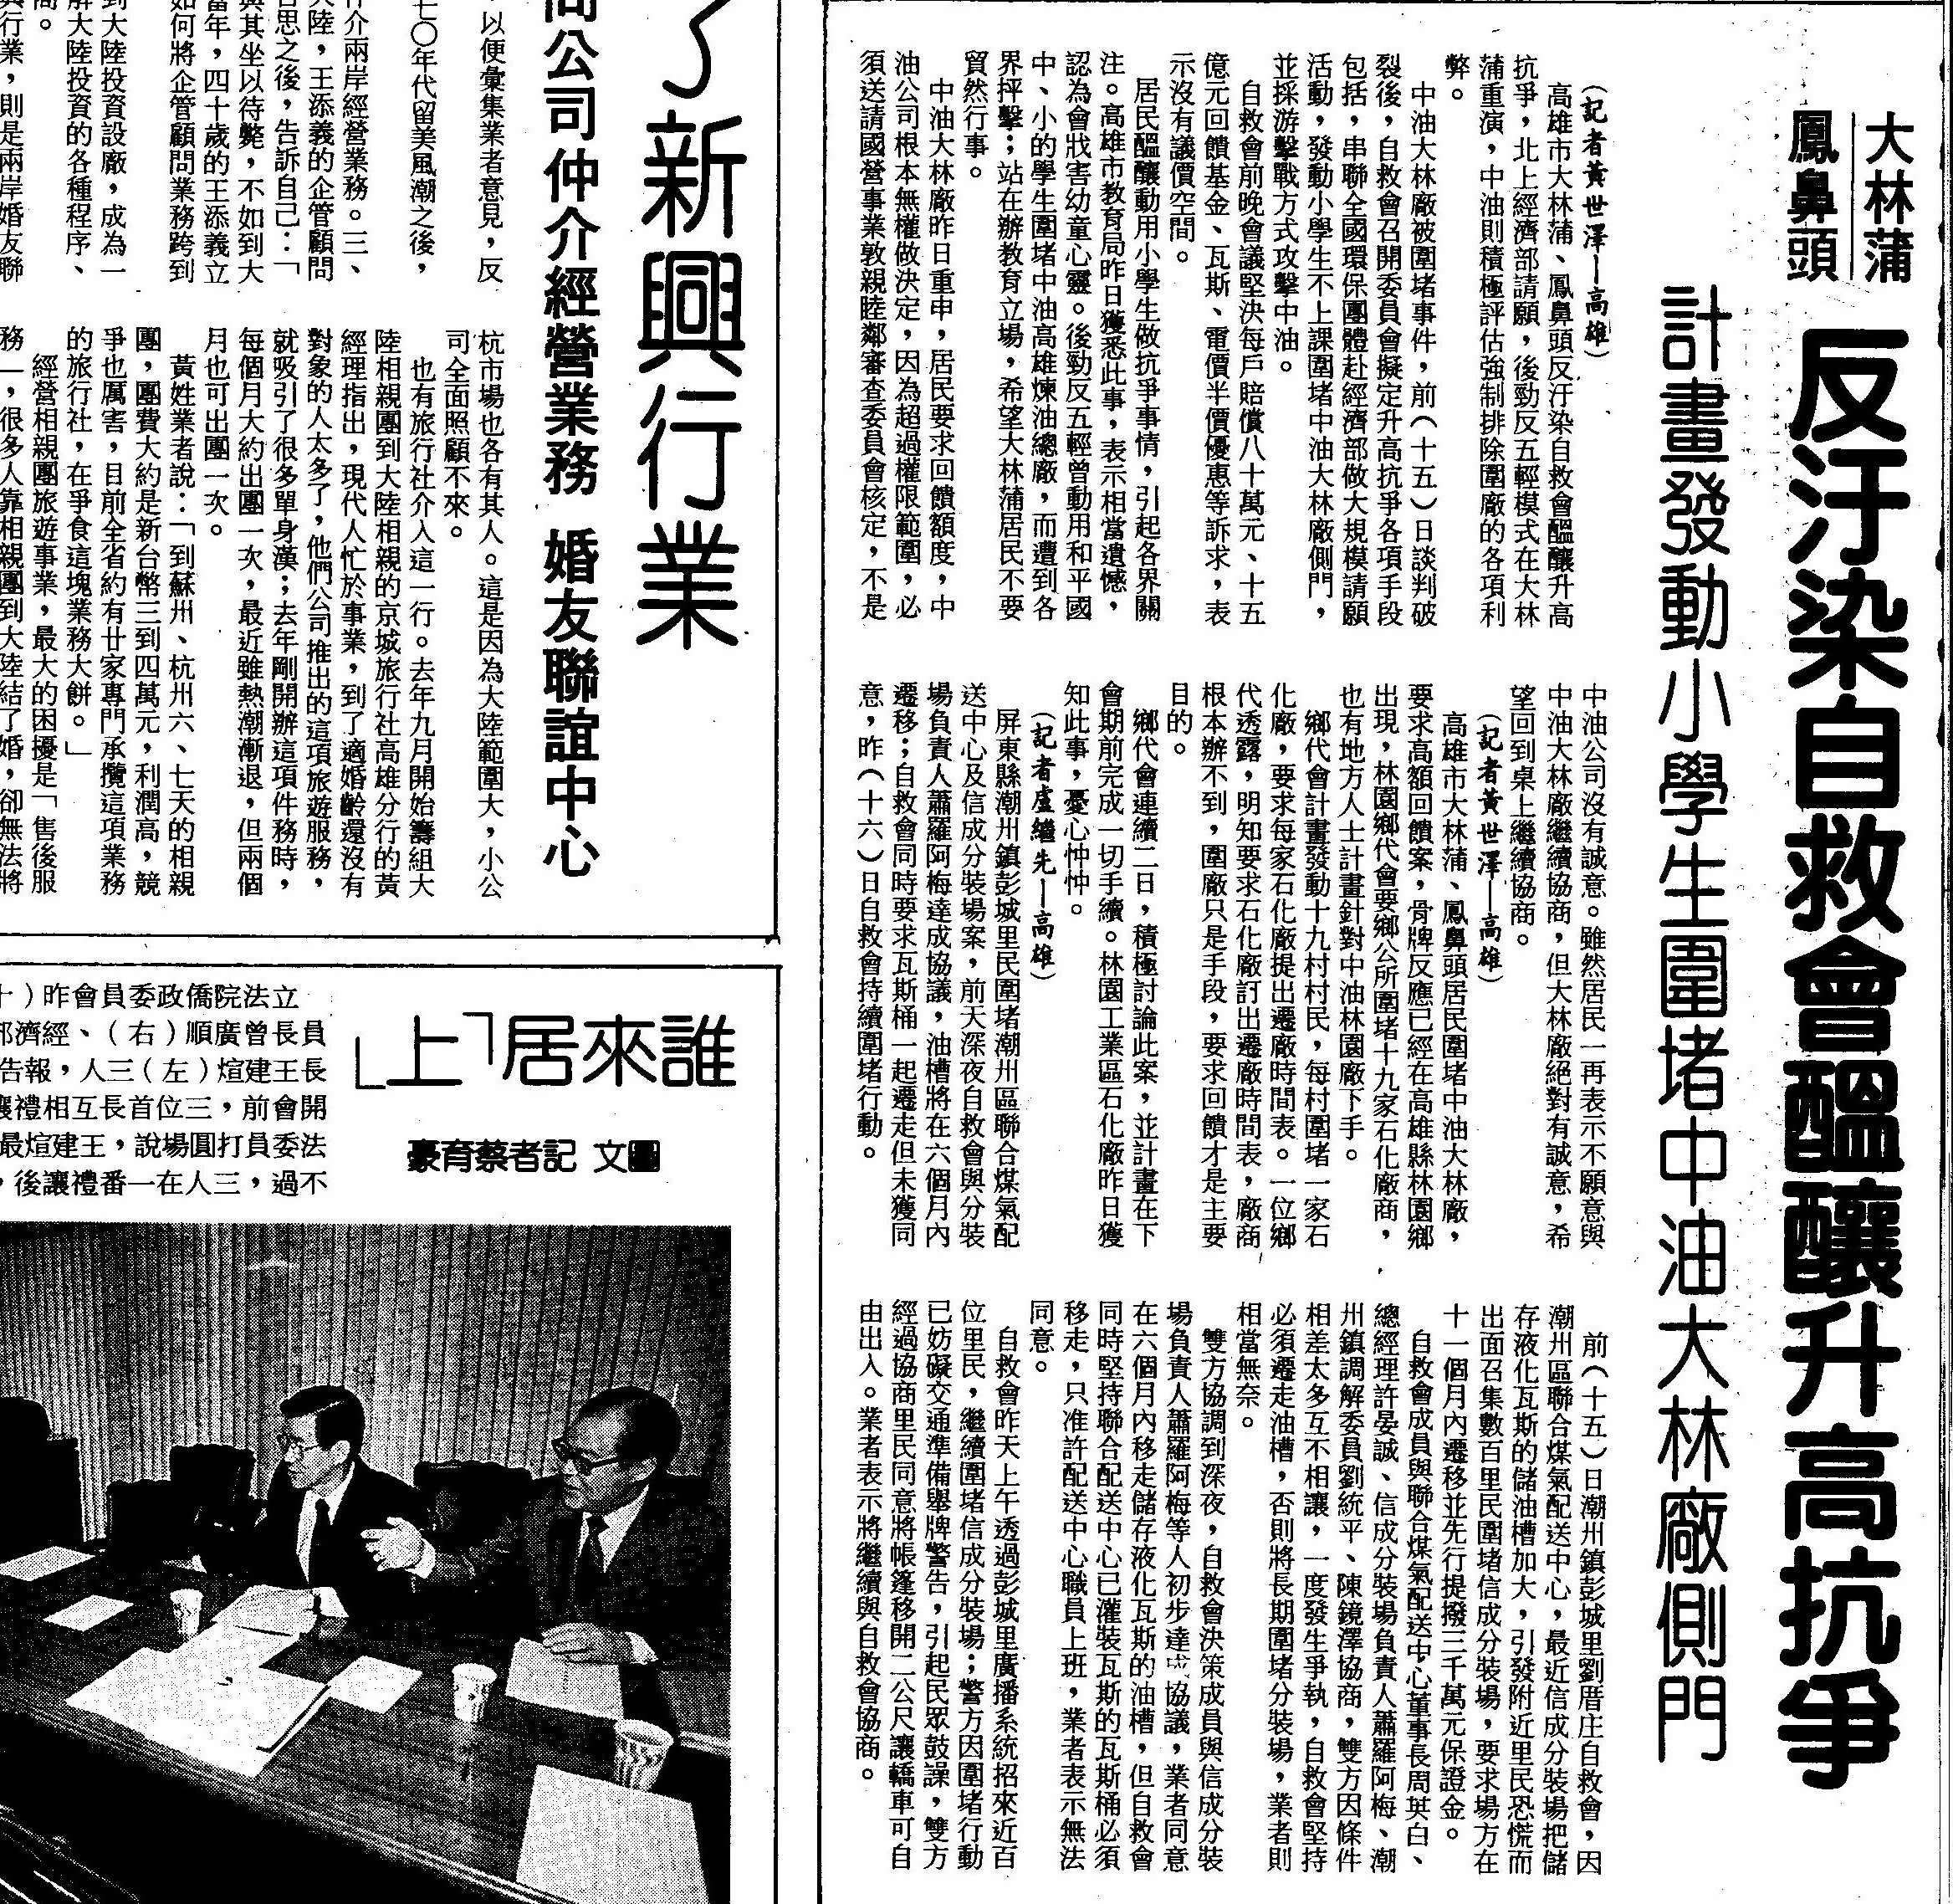 大林蒲
鳳鼻頭
反汙染自救會醞釀升高抗爭
計畫發動小學生圍堵中油大林廠側門
（記者黃世澤—高雄）
高雄市大林蒲、鳳鼻頭反汙染自救會醞釀升高
抗爭，北上經濟部請願，後勁反五輕模式在大林
蒲重演，中油則積極評估強制排除圍廠的各項利
弊。
中油大林廠被圍堵事件，前（十五）日談判破
裂後，自救會召開委員會擬定升高抗爭各項手段
包括，串聯全國環保團體赴經濟部做大規模請願
活動，發動小學生不上課圍堵中油大林廠側門，
並採游擊戰方式攻擊中油。
自救會前晚會議堅決每戶賠償八十萬元、十五
億元回饋基金、瓦斯、電價半價優惠等訴求，表
示沒有議價空間。
居民醞釀動用小學生做抗爭事情，引起各界關
注。高雄市教育局昨日獲悉此事，表示相當遺憾，
認為會戕害幼童心靈。後勁反五輕曾動用和平國
中、小的學生圍堵中油高雄煉油總廠，而遭到各
界抨擊；站在辦教育立場，希望大林蒲居民不要
貿然行事。
中油大林廠昨日重申，居民要求回饋額度，中
油公司根本無權做決定，因為超過權限範圍，必
須送請國營事業敦親睦鄰審查委員會核定，不是
中油公司沒有誠意。雖然居民一再表示不願意與
中油大林廠繼續協商，但大林廠絕對有誠意，希
望回到桌上繼續協商。
（記者黃世澤—高雄）
高雄市大林蒲、鳳鼻頭居民圍堵中油大林廠，
要求高額回饋案，骨牌反應已經在高雄縣林園鄉
出現，林園鄉代會要鄉公所圍堵十九家石化廠商，
也有地方人士計畫針對中油林園廠下手。
鄉代會計畫發動十九村村民，每村圍堵一家石
化廠，要求每家石化廠提出遷廠時間表。一位鄉
代透露，明知要求石化廠訂出遷廠時間表，廠商
根本辦不到，圍廠只是手段，要求回饋才是主要
目的。
鄉代會連續二日，積極討論此案，並計畫在下
會期前完成一切手續。林園工業區石化廠昨日獲
知此事，憂心忡忡。
（記者盧繼先—高雄）
屏東縣潮州鎮彭城里民圍堵潮州區聯合煤氣配
送中心及信成分裝場案，前天深夜自救會與分裝
場負責人蕭羅阿梅達成協議，油槽將在六個月內
遷移；自救會同時要求瓦斯桶一起遷走但未獲同
意，昨（十六）日自救會持續圍堵行動。
前（十五）日潮州鎮彭城里劉厝庄自救會，因
潮州區聯合煤氣配送中心，最近信成分裝場把儲
存液化瓦斯的儲油槽加大，引發附近里民恐慌而
出面召集數百里民圍堵信成分裝場，要求場方在
十一個月內遷移並先行提撥三千萬元保證金。
自救會成員與聯合煤氣配送中心董事長周英白、
總經理許晏誠、信成分裝場負責人蕭羅阿梅、潮
州鎮調解委員劉統平、陳鏡澤協商，雙方因條件
相差太多互不相讓，一度發生爭執，自救會堅持
必須遷走油槽，否則將長期圍堵分裝場，業者則
相當無奈。
雙方協調到深夜，自救會決策成員與信成分裝
場負責人蕭羅阿梅等人初步達成協議，業者同意
在六個月內移走儲存液化瓦斯的油槽，但自救會
同時堅持聯合配送中心已灌裝瓦斯的瓦斯桶必須
移走，只准許配送中心職員上班，業者表示無法
同意。
自救會昨天上午透過彭城里廣播系統招來近百
位里民，繼續圍堵信成分裝場；警方因圍堵行動
已妨礙交通準備舉牌警告，引起民眾鼓譟，雙方
經過協商里民同意將帳篷移開二公尺讓轎車可自
由出入。業者表示將繼續與自救會協商。
了新興行業
問公司仲介經營業務 婚友聯誼中心
，以便彙集業者意見，反
七〇年代留美風潮之後，
仲介兩岸經營業務。三、
大陸，王添義的企管顧問
苦思之後，告訴自己：「
與其坐以待斃，不如到大
當年，四十歲的王添義立
如何將企管顧問業務跨到
到大陸投資設廠，成為一
解大陸投資的各種程序、
商。
興行業，則是兩岸婚友聯
杭市場也各有其人。這是因為大陸範圍大，小公
司全面照顧不來。
也有旅行社介入這一行。去年九月開始籌組大
陸相親團到大陸相親的京城旅行社高雄分行的黃
經理指出，現代人忙於事業，到了適婚齡還沒有
對象的人太多了，他們公司推出的這項旅遊服務，
就吸引了很多單身漢；去年剛開辦這項件務時，
每個月大約出團一次，最近雖熱潮漸退，但兩個
月也可出團一次。
黃姓業者說：「到蘇州、杭州六、七天的相親
團，團費大約是新台幣三到四萬元，利潤高，競
爭也厲害，目前全省約有廿家專門承攬這項業務
的旅行社，在爭食這塊業務大餅。」
經營相親團旅遊事業，最大的困擾是「售後服
務」，很多人靠相親團到大陸結了婚，卻無法將
誰來居「上」
圖文 記者蔡育豪
立法院僑政委員會昨（十
員長曾廣順（右）、經濟部
長王建煊（左）三人，報告
開會前，三位首長互相禮讓
法委員打圓場說，王建煊最
不過，三人在一番禮讓後，